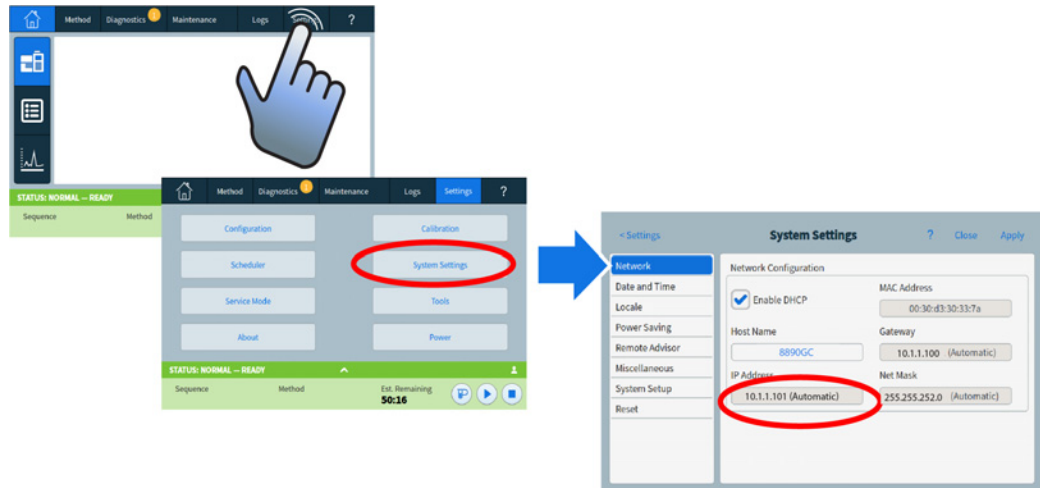 Method Diagnostics Maintenance Logs Settings ?
STATUS: NORMAL — READY
Sequence Method
Method Diagnostics Maintenance Logs Settings ?
Configuration Calibration
Scheduler System Settings
Service Mode Tools
About Power
STATUS: NORMAL — READY
Sequence Method Est. Remaining
50:16
< Settings System Settings ? Close Apply
Network
Date and Time
Locale
Power Saving
Remote Advisor
Miscellaneous
System Setup
Reset
Network Configuration
Enable DHCP
MAC Address
00:30:d3:30:33:7a
Host Name
8890GC
Gateway
10.1.1.100 (Automatic)
IP Address
10.1.1.101 (Automatic)
Net Mask
255.255.252.0 (Automatic)